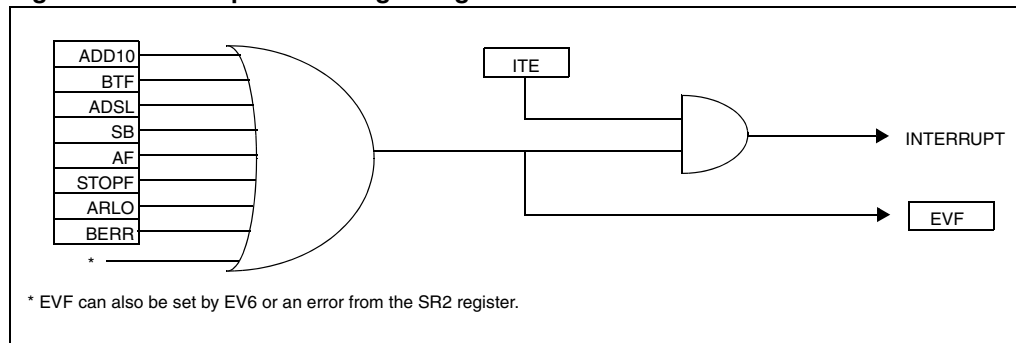 ADD10
BTF
ADSL
SB
AF
STOPF
ARLO
BERR
*
ITE
INTERRUPT
EVF
* EVF can also be set by EV6 or an error from the SR2 register.